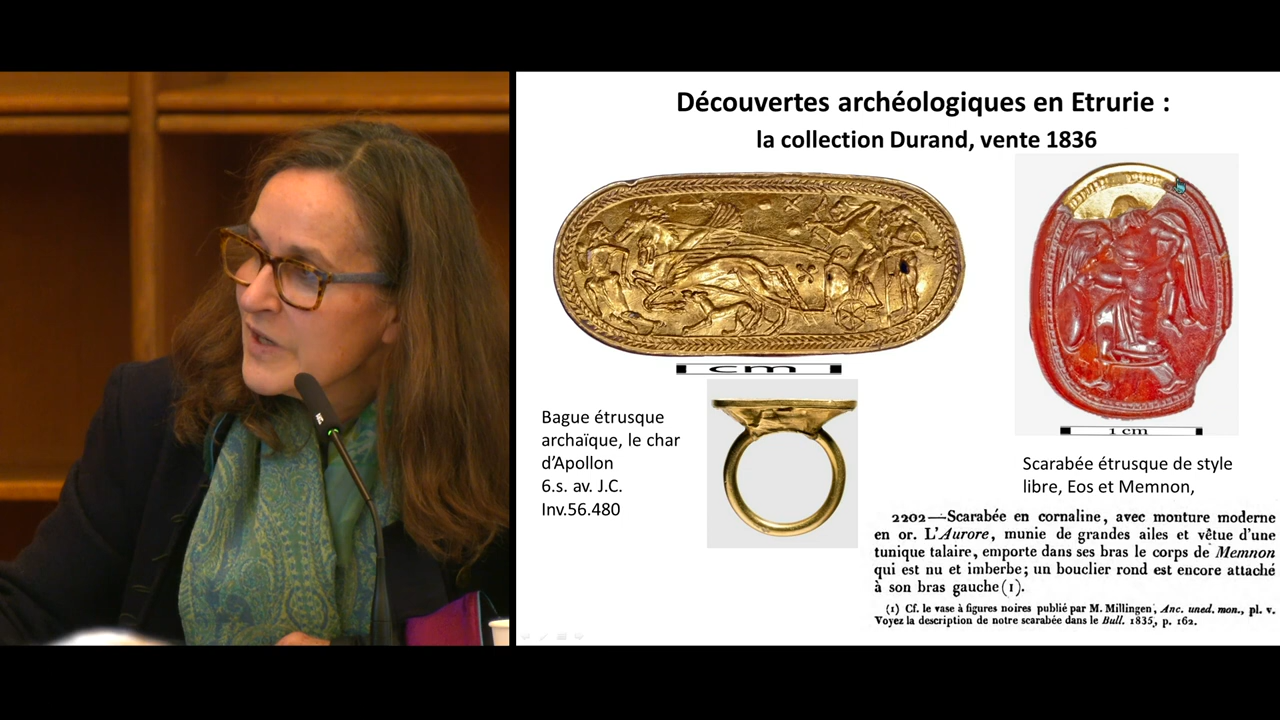 Découvertes archéologiques en Etrurie :
la collection Durand, vente 1836
cm
1 cm
Bague étrusque
archaïque, le char
d’Apollon
6.s. av. J.C.
Inv.56.480
Scarabée étrusque de style
libre, Eos et Memnon,
2202—Scarabée en cornaline, avec monture moderne
en or. L'Aurore, munie de grandes ailes et vêtue d'une
tunique talaire, emporte dans ses bras le corps de Memnon
qui est nu et imberbe; un bouclier rond est encore attaché
à son bras gauche (1).
(1) Cf. le vase à figures noires publié par M. Millingen, Anc. uned. mon., pl. v.
Voyez la description de notre scarabée dans le Bull. 1835, p. 162.